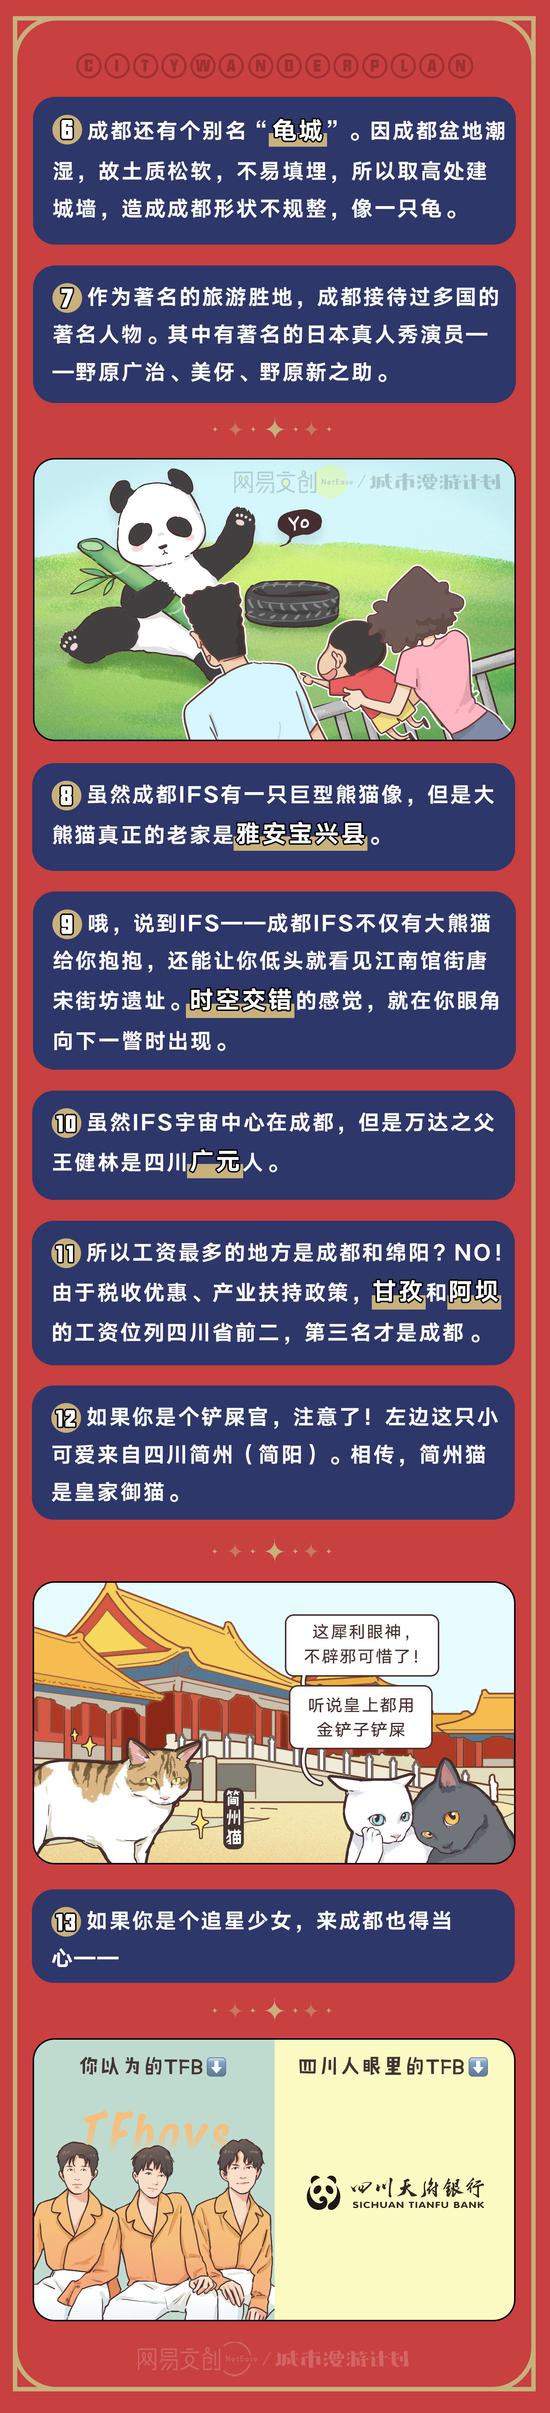 CITYWANDERPLAN
6 成都还有个别名“龟城”。因成都盆地潮
湿，故土质松软，不易填埋，所以取高处建
城墙，造成成都形状不规整，像一只龟。
7 作为著名的旅游胜地，成都接待过多国的
著名人物。其中有著名的日本真人秀演员—
—野原广治、美伢、野原新之助。
网易文创 NetEase / 城市漫游计划
Yo
8 虽然成都IFS有一只巨型熊猫像，但是大
熊猫真正的老家是雅安宝兴县。
9 哦，说到IFS——成都IFS不仅有大熊猫
给你抱抱，还能让你低头就看见江南馆街唐
宋街坊遗址。时空交错的感觉，就在你眼角
向下一瞥时出现。
10 虽然IFS宇宙中心在成都，但是万达之父
王健林是四川广元人。
11 所以工资最多的地方是成都和绵阳？NO!
由于税收优惠、产业扶持政策，甘孜和阿坝
的工资位列四川省前二，第三名才是成都。
12 如果你是个铲屎官，注意了！左边这只小
可爱来自四川简州（简阳）。相传，简州猫
是皇家御猫。
这犀利眼神，
不辟邪可惜了！
听说皇上都用
金铲子铲屎
简州猫
13 如果你是个追星少女，来成都也得当
心——
你以为的TFB⬇
四川人眼里的TFB⬇
TFboys
四川天府银行
SICHUAN TIANFU BANK
网易文创 NetEase / 城市漫游计划